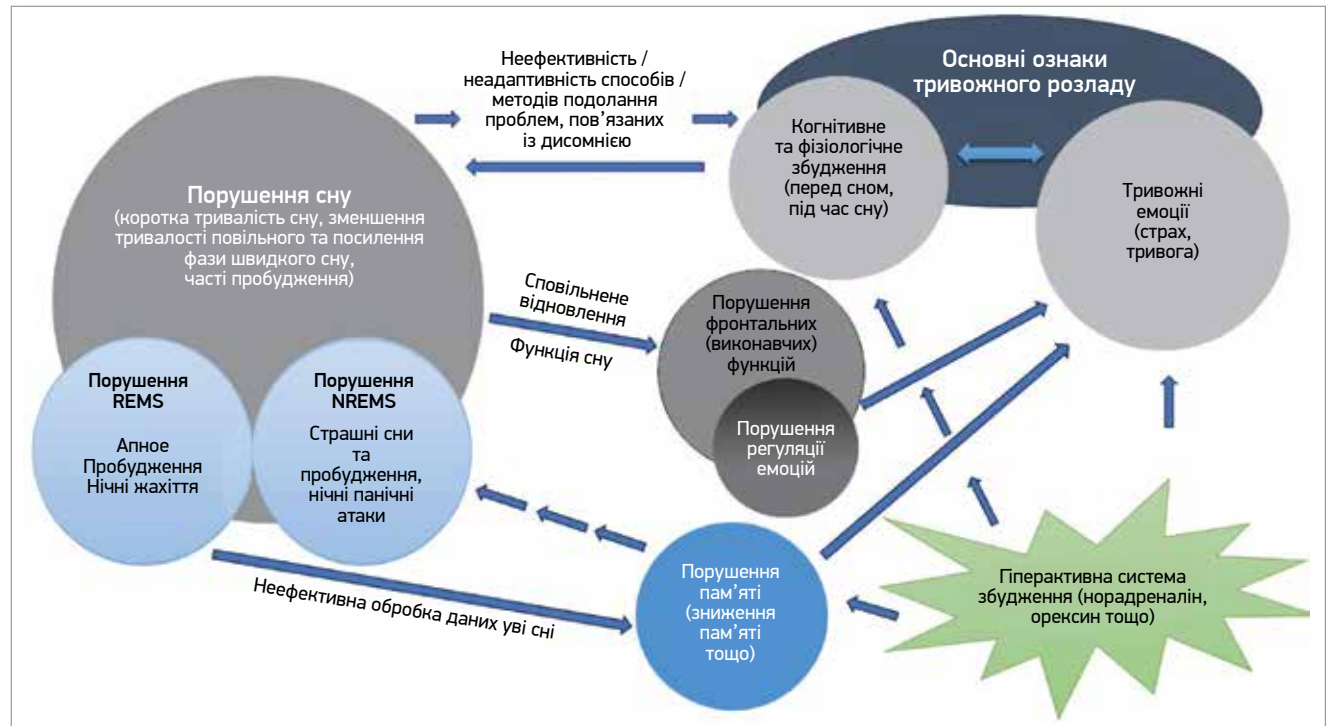 Неефективність /
неадаптивність способів /
методів подолання
проблем, пов’язаних
із дисомнією
Основні ознаки
тривожного розладу
Когнітивне
та фізіологічне
збудження
(перед сном,
під час сну)
Тривожні
емоції
(страх,
тривога)
Порушення сну
(коротка тривалість сну, зменшення
тривалості повільного та посилення
фази швидкого сну,
часті пробудження)
Сповільнене
відновлення
Функція сну
Порушення
фронтальних
(виконавчих)
функцій
Порушення
регуляції
емоцій
Порушення
REMS
Апное
Пробудження
Нічні жахіття
Порушення
NREMS
Страшні сни
та
пробудження,
нічні панічні
атаки
Неефективна обробка даних уві сні
Порушення
пам’яті
(зниження
пам’яті
тощо)
Гіперактивна система
збудження (норадреналін,
орексин тощо)